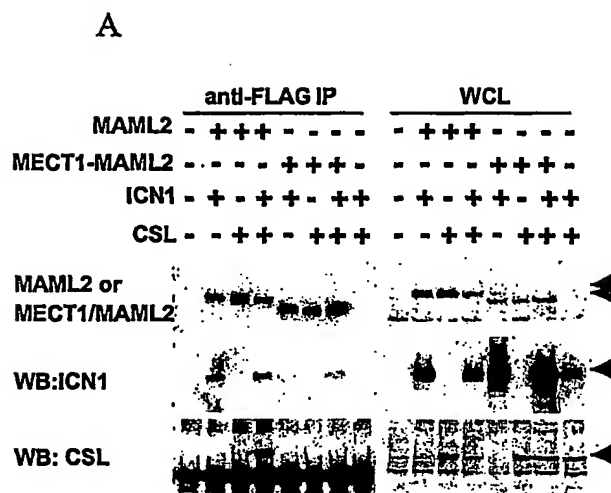 A
anti-FLAG IP WCL
MAML2 - + + + - - - - - + + + - - - -
MECT1-MAML2 - - - - + + + - - - - - + + + -
ICN1 - + - + + - + + - + - + + - + +
CSL - - + + - + + + - - + + - + + +
MAML2 or
MECT1/MAML2
WB:ICN1
WB: CSL